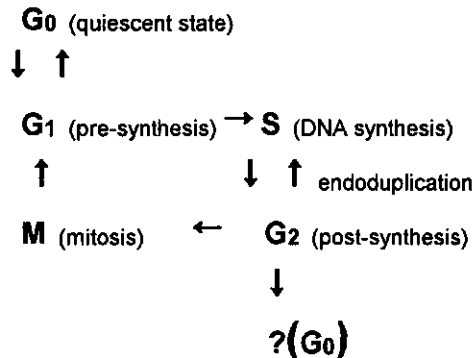 G0 (quiescent state)
↓ ↑
G1 (pre-synthesis) → S (DNA synthesis)
↑ ↓ ↑ endoduplication
M (mitosis) ← G2 (post-synthesis)
↓
?(G0)